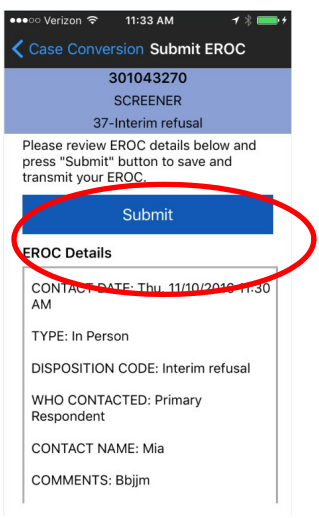 Verizon 11:33 AM
Case Conversion Submit EROC
301043270
SCREENER
37-Interim refusal
Please review EROC details below and
press "Submit" button to save and
transmit your EROC.
Submit
EROC Details
CONTACT DATE: Thu, 11/10/2016 11:30
AM
TYPE: In Person
DISPOSITION CODE: Interim refusal
WHO CONTACTED: Primary
Respondent
CONTACT NAME: Mia
COMMENTS: Bbjjm